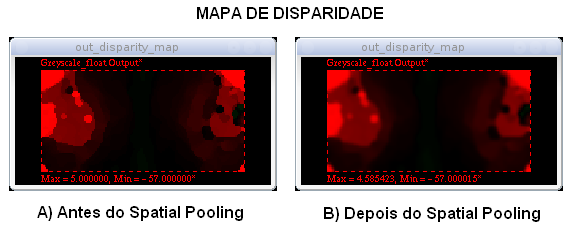 MAPA DE DISPARIDADE
out_disparity_map
out_disparity_map
Greyscale_float Output*
Greyscale_float Output*
Max = 5.000000, Min = -57.000000*
Max = 4.585423, Min = -57.000015*
A) Antes do Spatial Pooling
B) Depois do Spatial Pooling